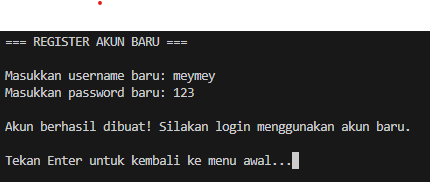 === REGISTER AKUN BARU ===
Masukkan username baru: meymey
Masukkan password baru: 123
Akun berhasil dibuat! Silakan login menggunakan akun baru.
Tekan Enter untuk kembali ke menu awal...